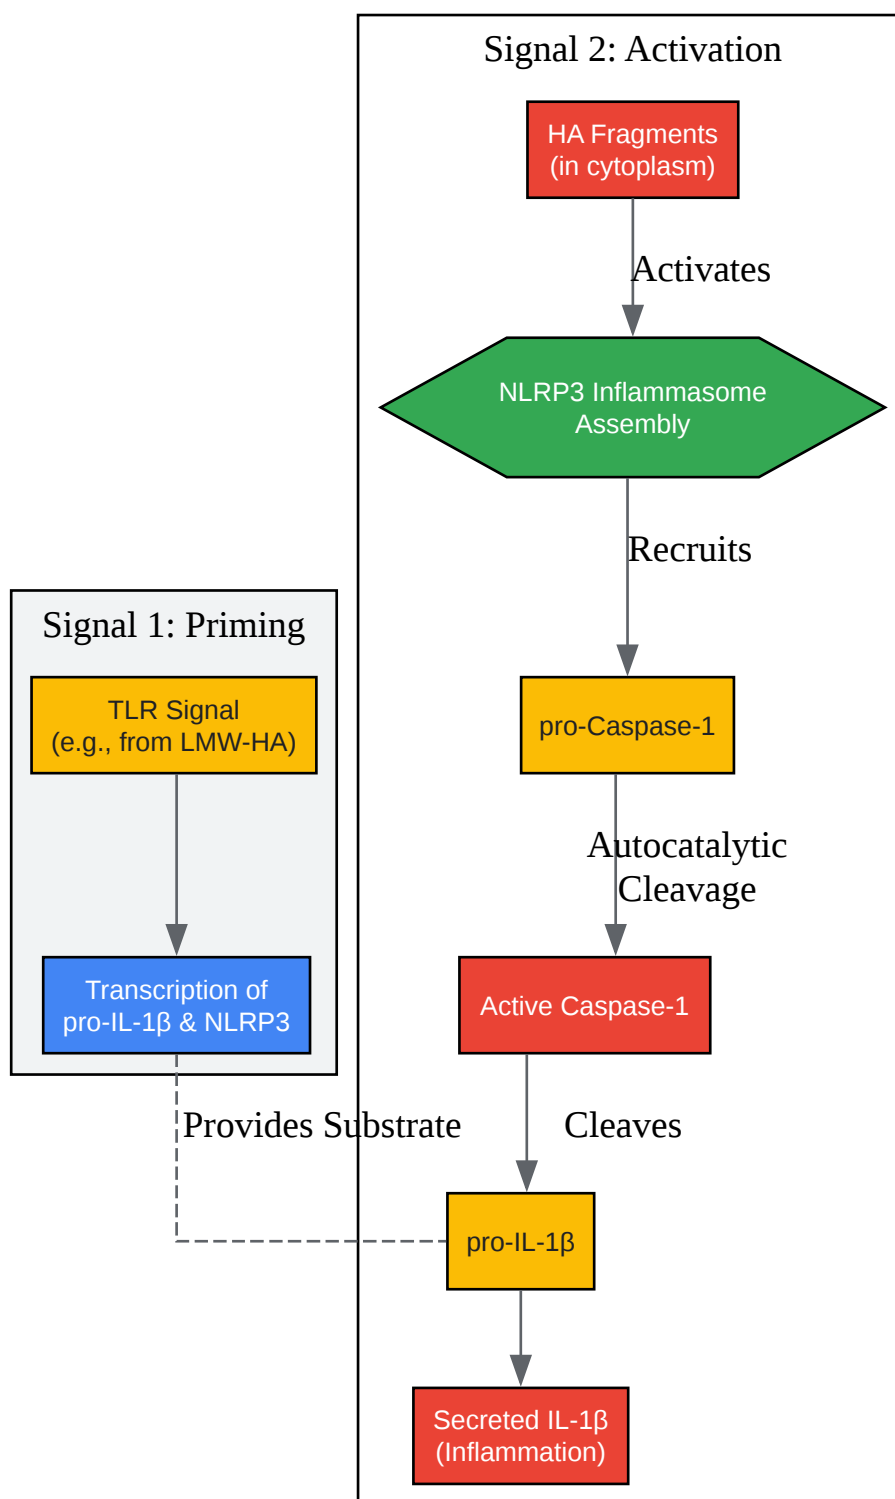 Signal 2: Activation
HA Fragments
(in cytoplasm)
Activates
NLRP3 Inflammasome
Assembly
Recruits
Signal 1: Priming
TLR Signal
(e.g., from LMW-HA)
pro-Caspase-1
Autocatalytic
Cleavage
Transcription of
pro-IL-1β & NLRP3
Active Caspase-1
Provides Substrate
Cleaves
pro-IL-1β
Secreted IL-1β
(Inflammation)